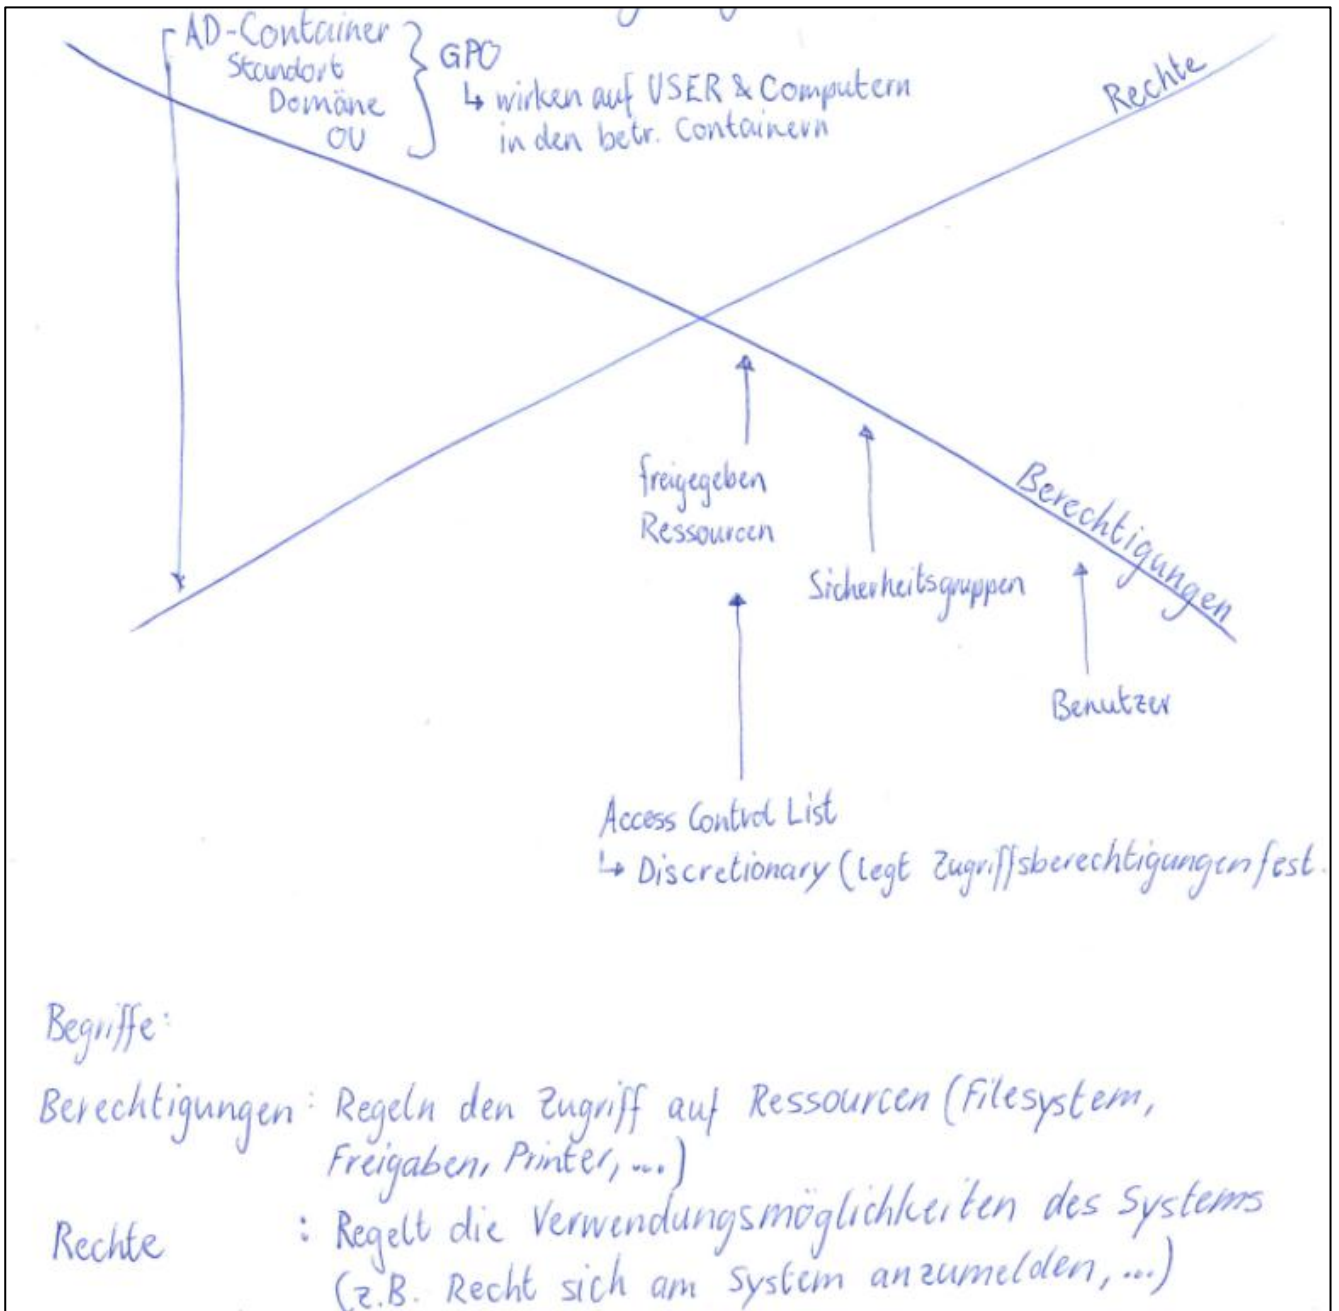 AD-Container
Standort
Domäne
OU
GPO
↳ wirken auf USER & Computern
in den betr. Containern
Rechte
freigegeben
Ressourcen
Sicherheitsgruppen
Berechtigungen
Benutzer
Access Control List
↳ Discretionary (legt Zugriffsberechtigungen fest.
Begriffe:
Berechtigungen: Regeln den Zugriff auf Ressourcen (Filesystem,
Freigaben, Printer, ...)
Rechte : Regelt die Verwendungsmöglichkeiten des Systems
(z.B. Recht sich am System anzumelden, ...)